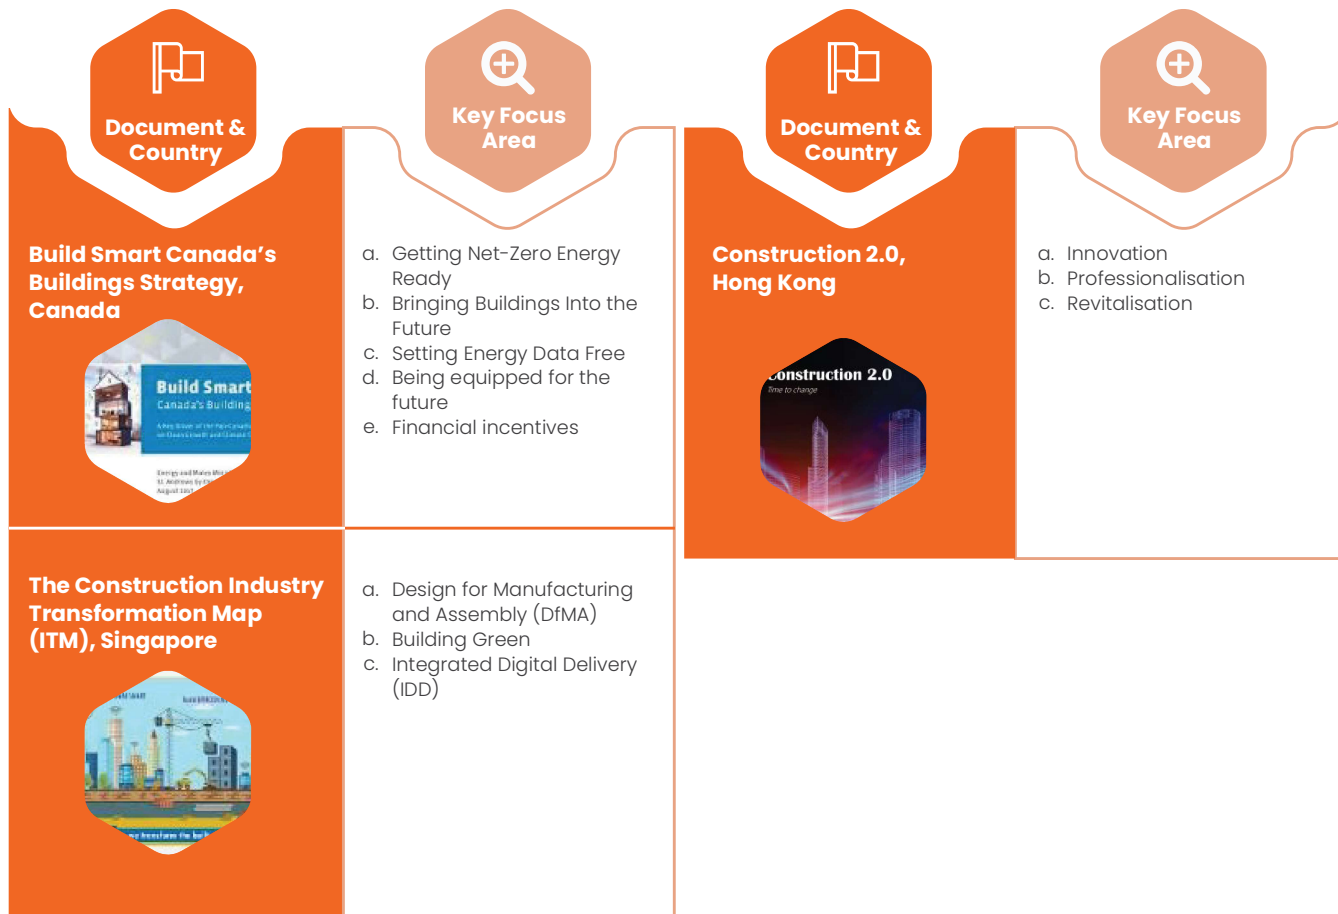 Document &
Country
Key Focus
Area
Build Smart Canada’s
Buildings Strategy,
Canada
Build Smart
Canada's Building
a. Getting Net-Zero Energy
Ready
b. Bringing Buildings Into the
Future
c. Setting Energy Data Free
d. Being equipped for the
future
e. Financial incentives
The Construction Industry
Transformation Map
(ITM), Singapore
a. Design for Manufacturing
and Assembly (DfMA)
b. Building Green
c. Integrated Digital Delivery
(IDD)
Document &
Country
Key Focus
Area
Construction 2.0,
Hong Kong
Construction 2.0
Time to change
a. Innovation
b. Professionalisation
c. Revitalisation